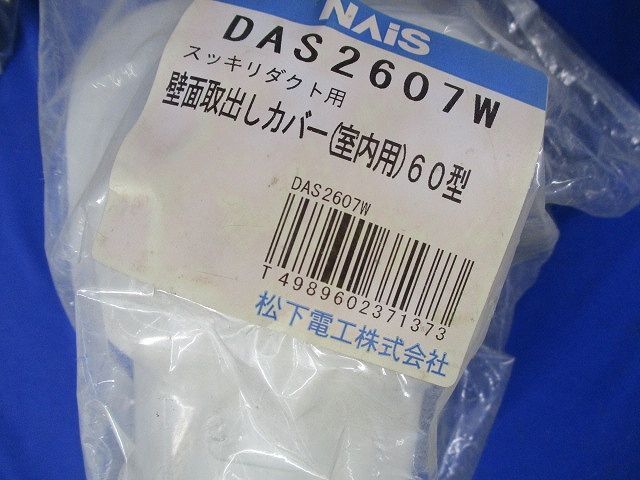 NAiS
DAS2607W
スッキリダクト用
壁面取出しカバー(室内用)60型
DAS2607W
T4989602371373
松下電工株式会社